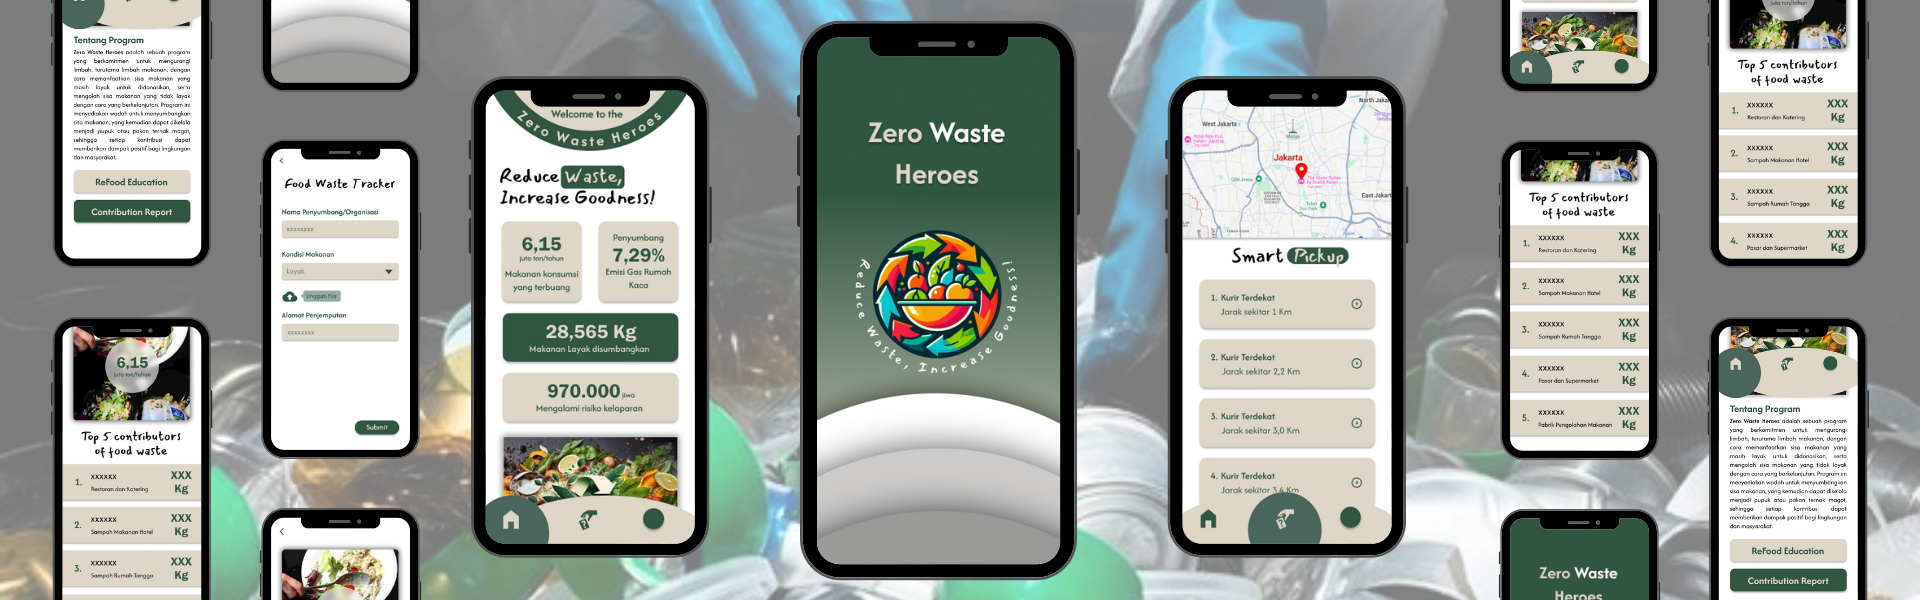 Tentang Program
Zero Waste Heroes adalah sebuah program
yang berkomitmen untuk mengurangi
limbah, terutama limbah makanan, dengan
cara memanfaatkan sisa makanan yang
masih layak untuk didonasikan, serta
mengolah sisa makanan yang tidak layak
dengan cara yang berkelanjutan. Program ini
menyediakan wadah untuk menyumbangkan
sisa makanan, yang kemudian dapat dikelola
menjadi pupuk atau pakan ternak magot,
sehingga setiap kontribusi dapat
memberikan dampak positif bagi lingkungan
dan masyarakat.
ReFood Education
Contribution Report
6,15
juta ton/tahun
Top 5 contributors
of food waste
1. xxxxxx XXX
Restoran dan Katering Kg
2. xxxxxx XXX
Sampah Makanan Hotel Kg
3. xxxxxx XXX
Sampah Rumah Tangga Kg
Food Waste Tracker
Nama Penyumbang/Organisasi
xxxxxxxx
Kondisi Makanan
Layak
Unggah File
Alamat Penjemputan
xxxxxxxx
Submit
Welcome to the
Zero Waste Heroes
Reduce Waste,
Increase Goodness!
6,15
juta ton/tahun
Makanan konsumsi
yang terbuang
Penyumbang
7,29%
Emisi Gas Rumah
Kaca
28,565 Kg
Makanan Layak disumbangkan
970.000 jiwa
Mengalami risiko kelaparan
Zero Waste
Heroes
Reduce Waste, Increase Goodness!
North Jakar
West Jakarta
Monas
Jakarta
GBK Arena
The Grove Suites
by Grand Aston
Tebet
Eco Park
East Jakart
Smart Pickup
1. Kurir Terdekat
Jarak sekitar 1 Km
2. Kurir Terdekat
Jarak sekitar 2,2 Km
3. Kurir Terdekat
Jarak sekitar 3,0 Km
4. Kurir Terdekat
Jarak sekitar 3,4 Km
Top 5 contributors
of food waste
1. xxxxxx XXX
Restoran dan Katering Kg
2. xxxxxx XXX
Sampah Makanan Hotel Kg
3. xxxxxx XXX
Sampah Rumah Tangga Kg
4. xxxxxx XXX
Pasar dan Supermarket Kg
5. xxxxxx XXX
Pabrik Pengolahan Makanan Kg
Zero Waste
Heroes
juta ton/tahun
Top 5 contributors
of food waste
1. xxxxxx XXX
Restoran dan Katering Kg
2. xxxxxx XXX
Sampah Makanan Hotel Kg
3. xxxxxx XXX
Sampah Rumah Tangga Kg
4. xxxxxx XXX
Pasar dan Supermarket Kg
Tentang Program
Zero Waste Heroes adalah sebuah program
yang berkomitmen untuk mengurangi
limbah, terutama limbah makanan, dengan
cara memanfaatkan sisa makanan yang
masih layak untuk didonasikan, serta
mengolah sisa makanan yang tidak layak
dengan cara yang berkelanjutan. Program ini
menyediakan wadah untuk menyumbangkan
sisa makanan, yang kemudian dapat dikelola
menjadi pupuk atau pakan ternak magot,
sehingga setiap kontribusi dapat
memberikan dampak positif bagi lingkungan
dan masyarakat.
ReFood Education
Contribution Report